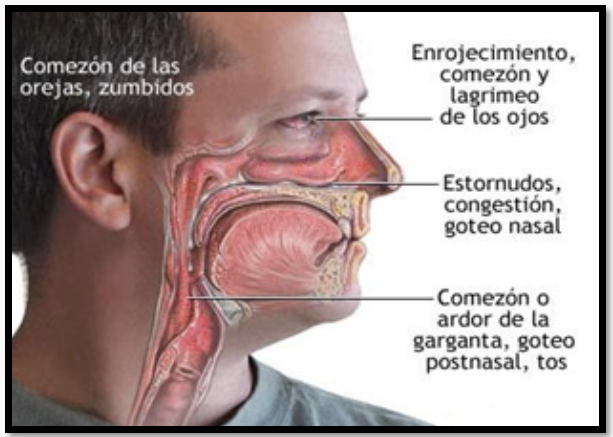 Comezón de las
orejas, zumbidos
Enrojecimiento,
comezón y
lagrimeo
de los ojos
Estornudos,
congestión,
goteo nasal
Comezón o
ardor de la
garganta, goteo
postnasal, tos